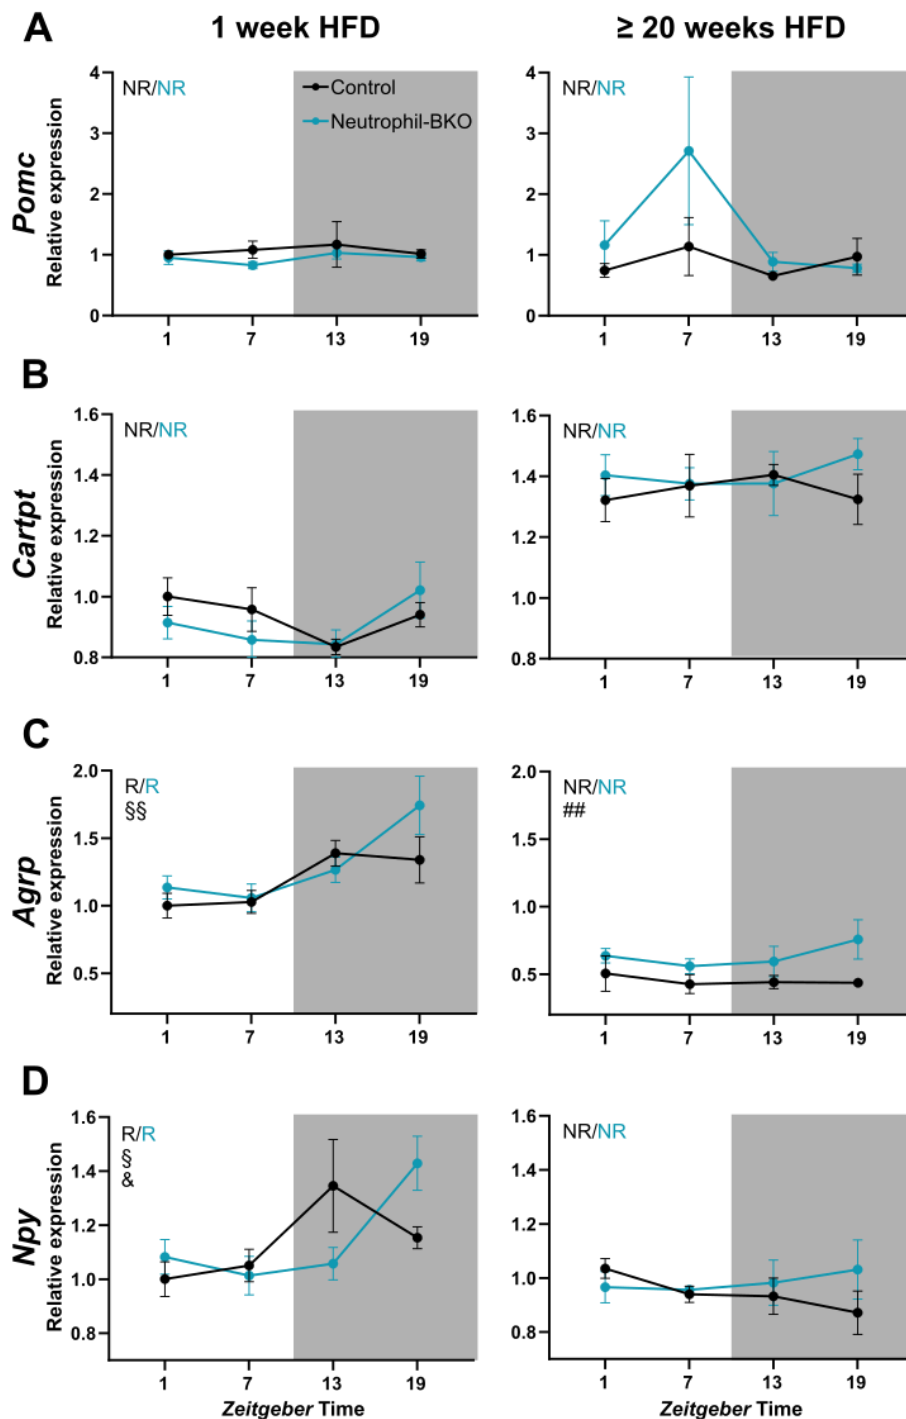 A
1 week HFD
≥ 20 weeks HFD
Pomc
Relative expression
4
3
2
1
0
NR/NR
Control
Neutrophil-BKO
1 7 13 19
4
3
2
1
0
NR/NR
1 7 13 19
B
Cartpt
Relative expression
1.6
1.4
1.2
1.0
0.8
NR/NR
1 7 13 19
1.6
1.4
1.2
1.0
0.8
NR/NR
1 7 13 19
C
Agrp
Relative expression
2.0
1.5
1.0
0.5
R/R
§§
1 7 13 19
2.0
1.5
1.0
0.5
NR/NR
##
1 7 13 19
D
Npy
Relative expression
1.6
1.4
1.2
1.0
0.8
R/R
§
&
1 7 13 19
Zeitgeber Time
1.6
1.4
1.2
1.0
0.8
NR/NR
1 7 13 19
Zeitgeber Time